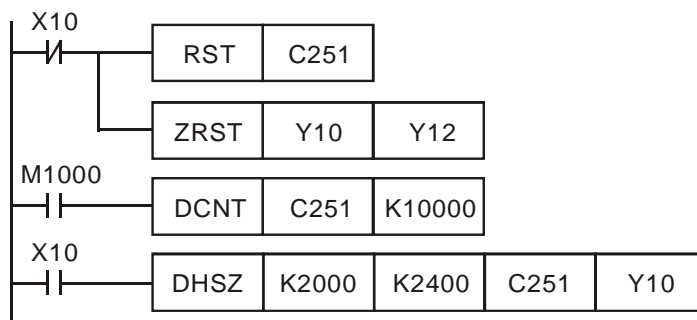 X10
RST C251
ZRST Y10 Y12
M1000
DCNT C251 K10000
X10
DHSZ K2000 K2400 C251 Y10